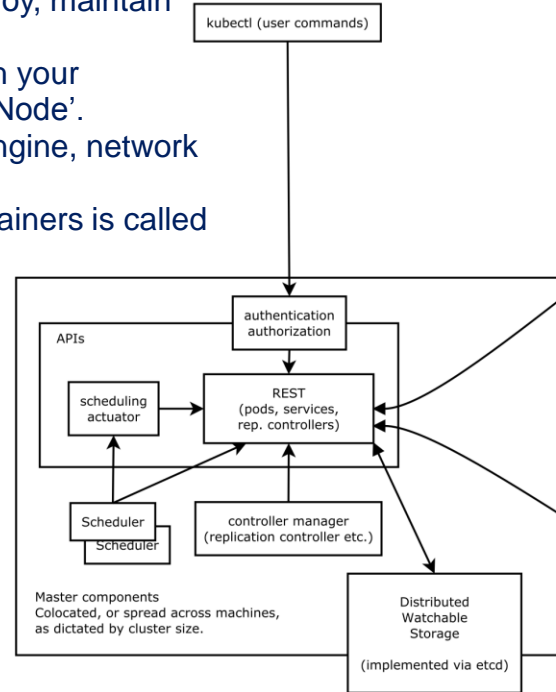 oy, maintain
kubectl (user commands)
n your
Node’.
ngine, network
tainers is called
authentication
authorization
APIs
REST
(pods, services,
rep. controllers)
scheduling
actuator
Scheduler
Scheduler
controller manager
(replication controller etc.)
Master components
Colocated, or spread across machines,
as dictated by cluster size.
Distributed
Watchable
Storage
(implemented via etcd)